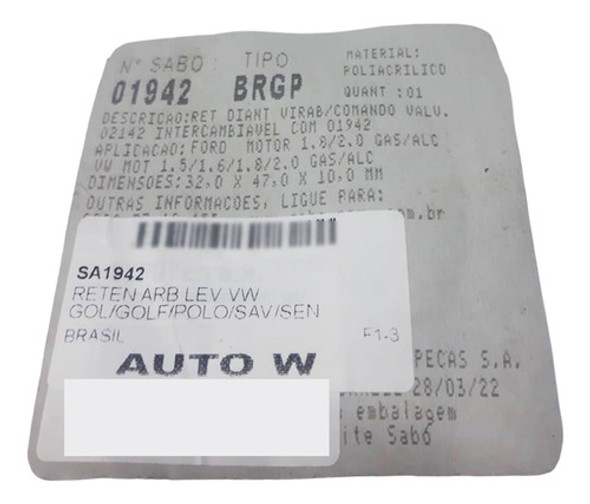 Nº SABO TIPO MATERIAL:
01942 BRGP POLIACRILICO
QUANT :01
DESCRICAO:RET DIANT VIRAB/COMANDO VALV.
02142 INTERCAMBIAVEL COM 01942
APLICACAO: FORD MOTOR 1.8/2.0 GAS/ALC
VW MOT 1.5/1.6/1.8/2.0 GAS/ALC
DIMENSOES:32,0 X 47,0 X 10,0 MM
OUTRAS INFORMACOES, LIGUE PARA:
om.br
SA1942
RETEN ARB LEV VW
GOL/GOLF/POLO/SAV/SEN
BRASIL F1-3
AUTO W
PECAS S.A.
28/03/22
embalagem
ite Sabó